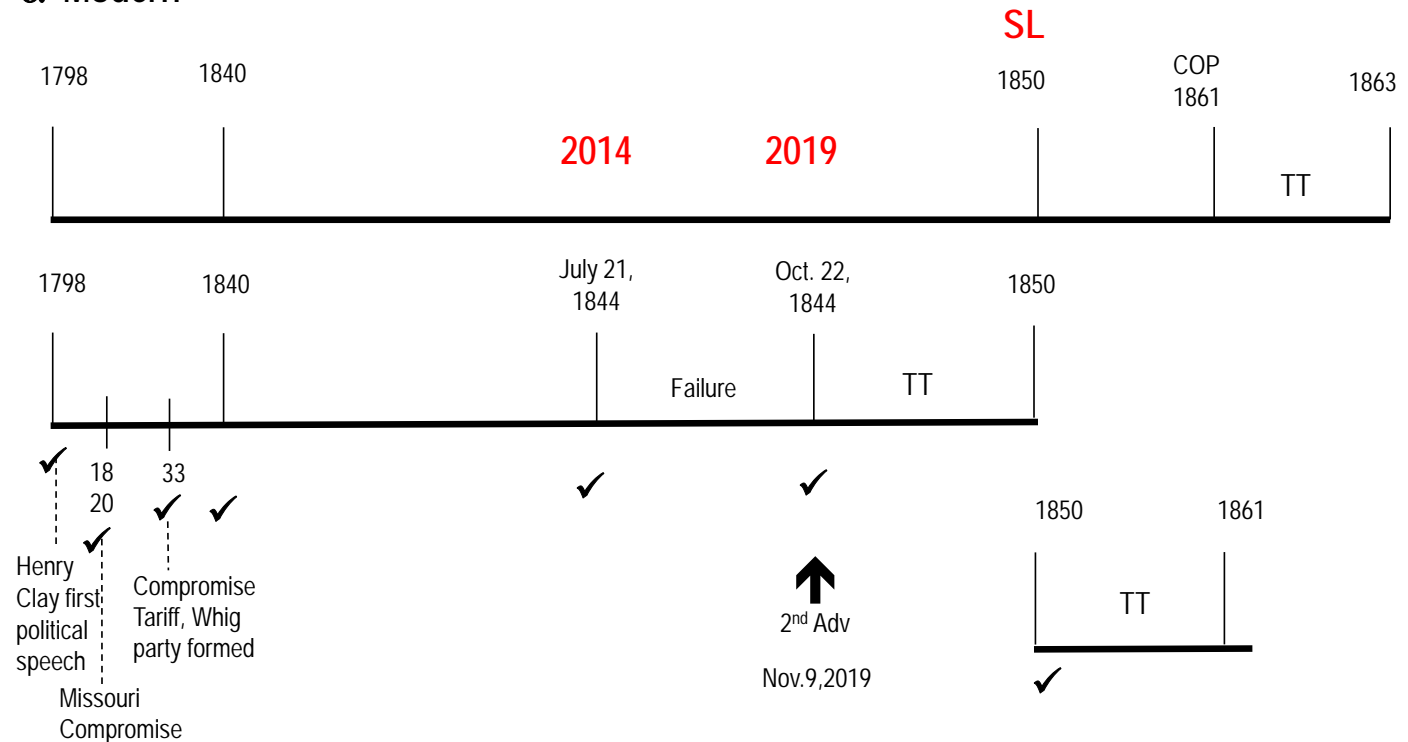 Modern
SL
1798
1840
1850
COP
1861
1863
2014
2019
TT
1798
1840
July 21,
1844
Oct. 22,
1844
1850
Failure
TT
18
20
33
1850
1861
Henry
Clay first
political
speech
Compromise
Tariff, Whig
party formed
Missouri
Compromise
2nd Adv
Nov.9,2019
TT